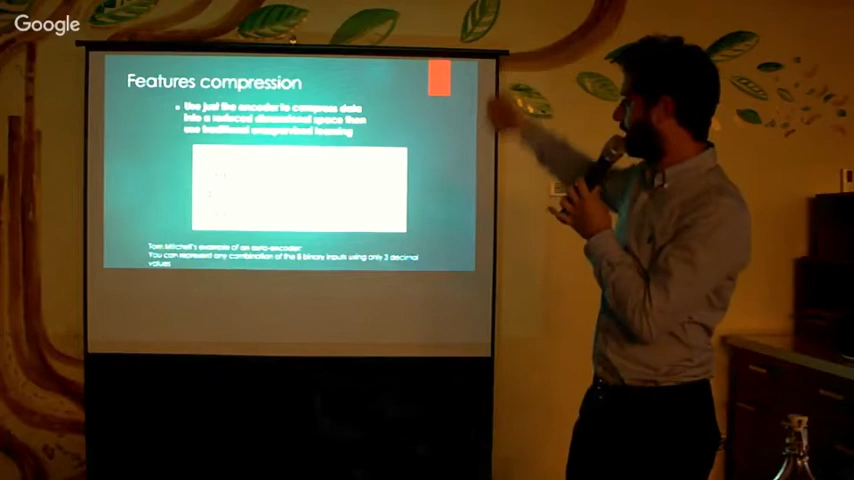 Google
Features compression
Use just the encoder to compress data
into a reduced dimensional space then
use traditional unsupervised learning
Tom Mitchell's example of an auto-encoder:
You can represent any combination of the 8 binary inputs using only 3 decimal
values